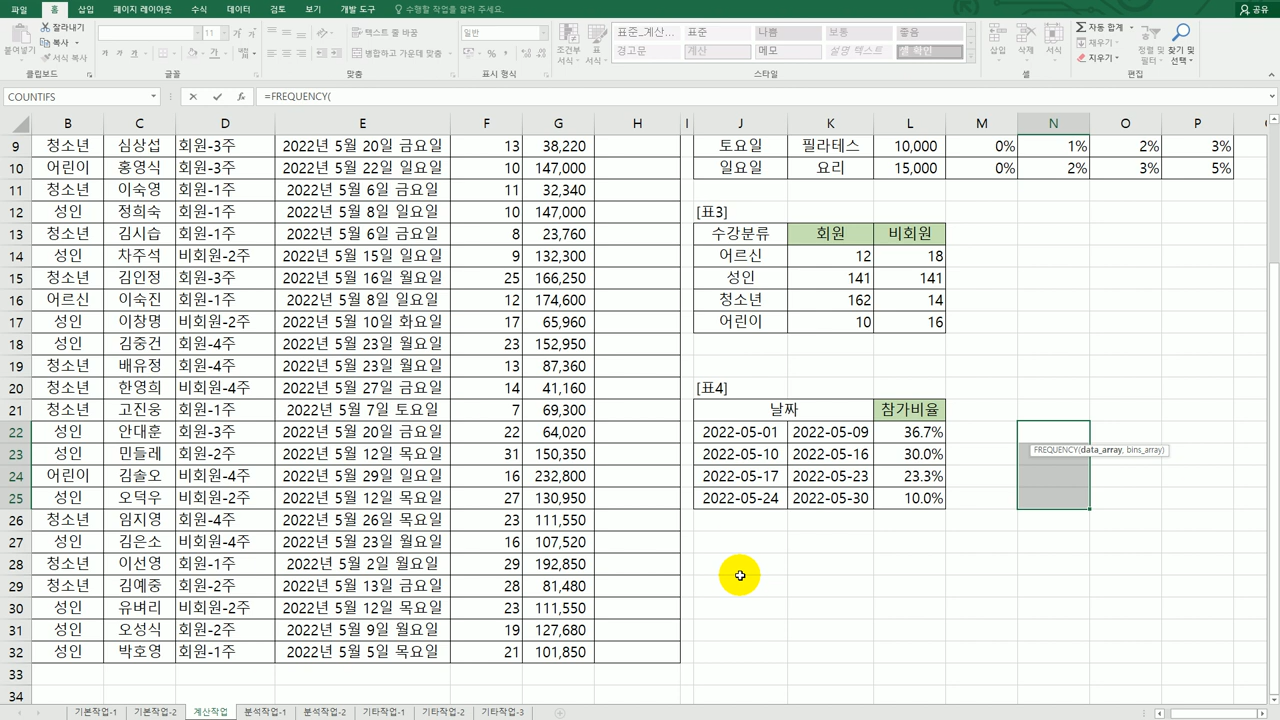 파일 홈 삽입 페이지 레이아웃 수식 데이터 검토 보기 개발 도구 수행할 작업을 알려 주세요. 공유
붙여넣기 잘라내기 복사 서식 복사 클립보드
11 가 가 가 가 가 글꼴
텍스트 줄 바꿈 병합하고 가운데 맞춤 맞춤
일반 % 표시 형식
조건부 서식 표 서식 표준_계산... 표준 나쁨 보통 좋음
경고문 계산 메모 설명 텍스트 셀 확인 스타일
삽입 삭제 서식 셀
자동 합계 채우기 지우기 정렬 및 필터 찾기 및 선택 편집
COUNTIFS =FREQUENCY(
B C D E F G H I J K L M N O P
9 청소년 심상섭 회원-3주 2022년 5월 20일 금요일 13 38,220 토요일 필라테스 10,000 0% 1% 2% 3%
10 어린이 홍영식 회원-3주 2022년 5월 22일 일요일 10 147,000 일요일 요리 15,000 0% 2% 3% 5%
11 청소년 이숙영 회원-1주 2022년 5월 6일 금요일 11 32,340
12 성인 정희숙 회원-1주 2022년 5월 8일 일요일 10 147,000 [표3]
13 청소년 김시습 회원-1주 2022년 5월 6일 금요일 8 23,760 수강분류 회원 비회원
14 성인 차주석 비회원-2주 2022년 5월 15일 일요일 9 132,300 어르신 12 18
15 청소년 김인정 회원-3주 2022년 5월 16일 월요일 25 166,250 성인 141 141
16 어르신 이숙진 회원-1주 2022년 5월 8일 일요일 12 174,600 청소년 162 14
17 성인 이창명 비회원-2주 2022년 5월 10일 화요일 17 65,960 어린이 10 16
18 성인 김중건 회원-4주 2022년 5월 23일 월요일 23 152,950
19 청소년 배유정 회원-4주 2022년 5월 23일 월요일 13 87,360
20 청소년 한영희 비회원-4주 2022년 5월 27일 금요일 14 41,160 [표4]
21 청소년 고진웅 회원-1주 2022년 5월 7일 토요일 7 69,300 날짜 참가비율
22 성인 안대훈 회원-3주 2022년 5월 20일 금요일 22 64,020 2022-05-01 2022-05-09 36.7%
23 성인 민들레 회원-2주 2022년 5월 12일 목요일 31 150,350 2022-05-10 2022-05-16 30.0% FREQUENCY(data_array, bins_array)
24 어린이 김솔오 비회원-4주 2022년 5월 29일 일요일 16 232,800 2022-05-17 2022-05-23 23.3%
25 성인 오덕우 비회원-2주 2022년 5월 12일 목요일 27 130,950 2022-05-24 2022-05-30 10.0%
26 청소년 임지영 회원-4주 2022년 5월 26일 목요일 23 111,550
27 성인 김은소 비회원-4주 2022년 5월 23일 월요일 16 107,520
28 청소년 이선영 회원-1주 2022년 5월 2일 월요일 29 192,850
29 청소년 김예중 회원-2주 2022년 5월 13일 금요일 28 81,480
30 성인 유벼리 비회원-2주 2022년 5월 12일 목요일 23 111,550
31 성인 오성식 회원-2주 2022년 5월 9일 월요일 19 127,680
32 성인 박호영 회원-1주 2022년 5월 5일 목요일 21 101,850
33
34
기본작업-1 기본작업-2 계산작업 분석작업-1 분석작업-2 기타작업-1 기타작업-2 기타작업-3